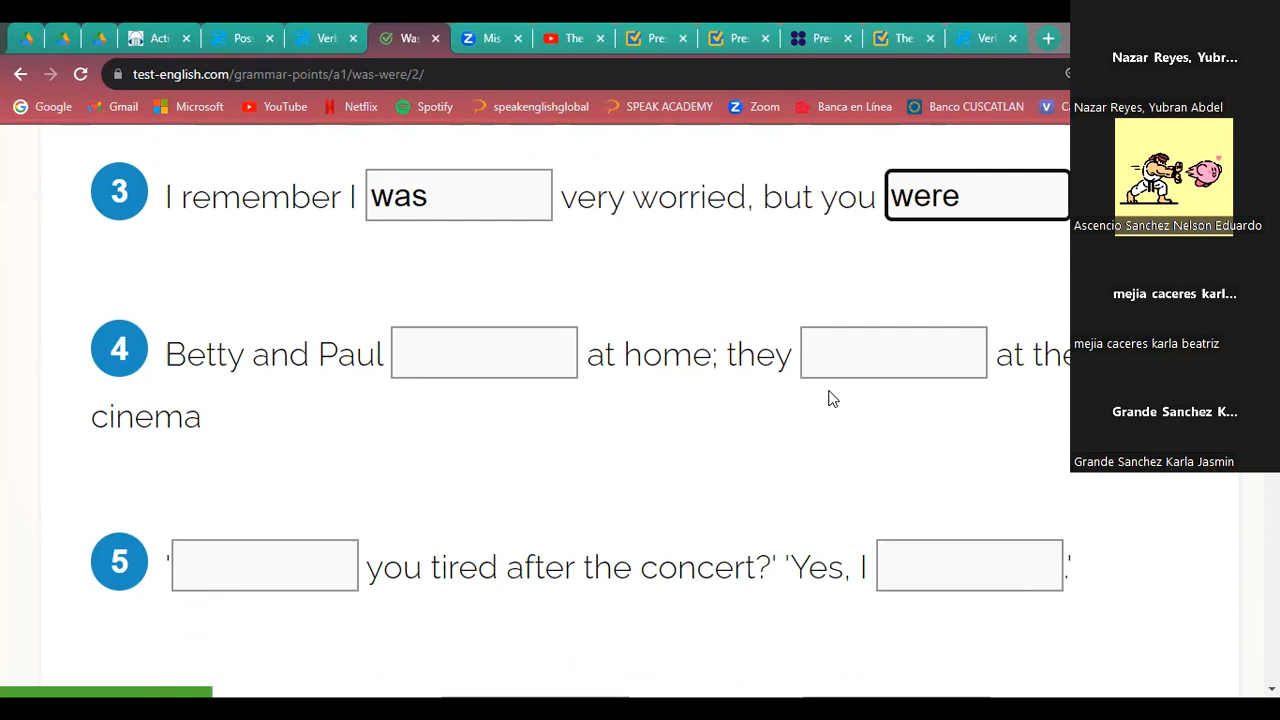 Acti
Pos
Verl
Was
Mis
The
Pre
Pre
Pre
The
Verl
test-english.com/grammar-points/a1/was-were/2/
Google
Gmail
Microsoft
YouTube
Netflix
Spotify
speakenglishglobal
SPEAK ACADEMY
Zoom
Banca en Línea
Banco CUSCATLAN
3 I remember I was very worried, but you were
4 Betty and Paul at home; they at the
cinema
5 ' you tired after the concert?' 'Yes, I .'
Nazar Reyes, Yubr...
Nazar Reyes, Yubran Abdel
Ascencio Sanchez Nelson Eduardo
mejia caceres karl...
mejia caceres karla beatriz
Grande Sanchez K...
Grande Sanchez Karla Jasmin